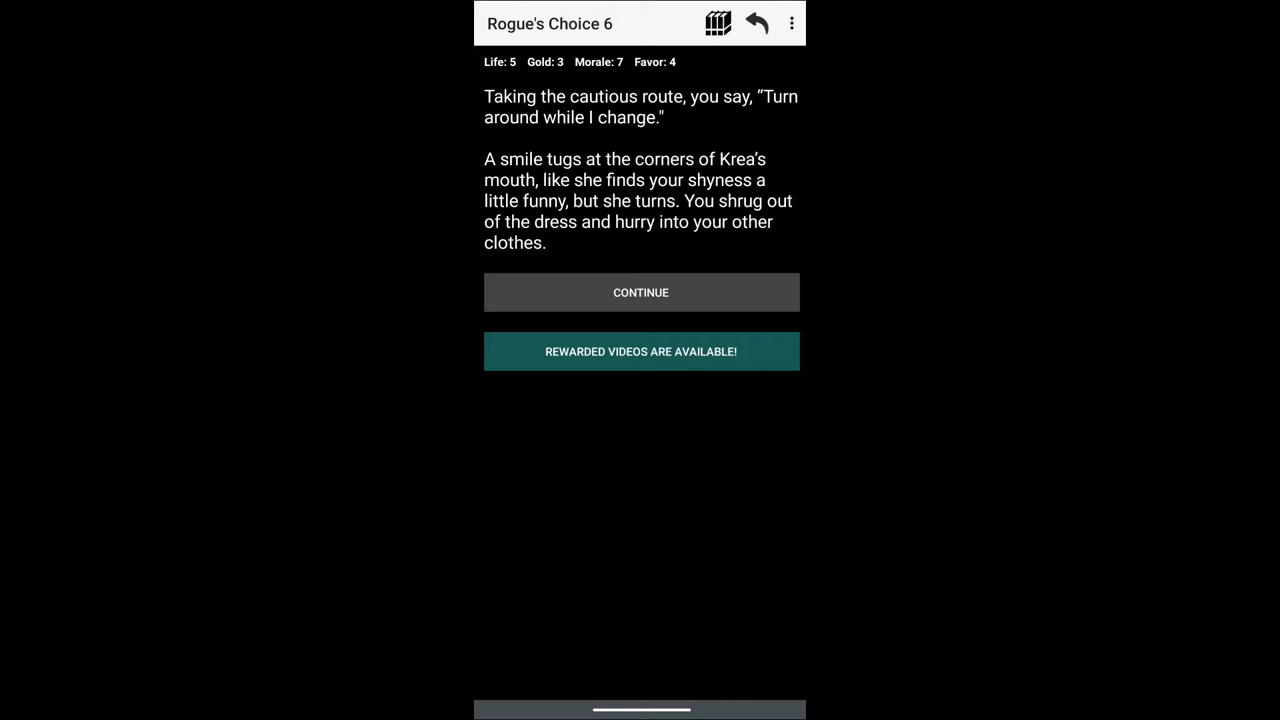 Rogue's Choice 6
Life: 5 Gold: 3 Morale: 7 Favor: 4
Taking the cautious route, you say, “Turn
around while I change."
A smile tugs at the corners of Krea’s
mouth, like she finds your shyness a
little funny, but she turns. You shrug out
of the dress and hurry into your other
clothes.
CONTINUE
REWARDED VIDEOS ARE AVAILABLE!